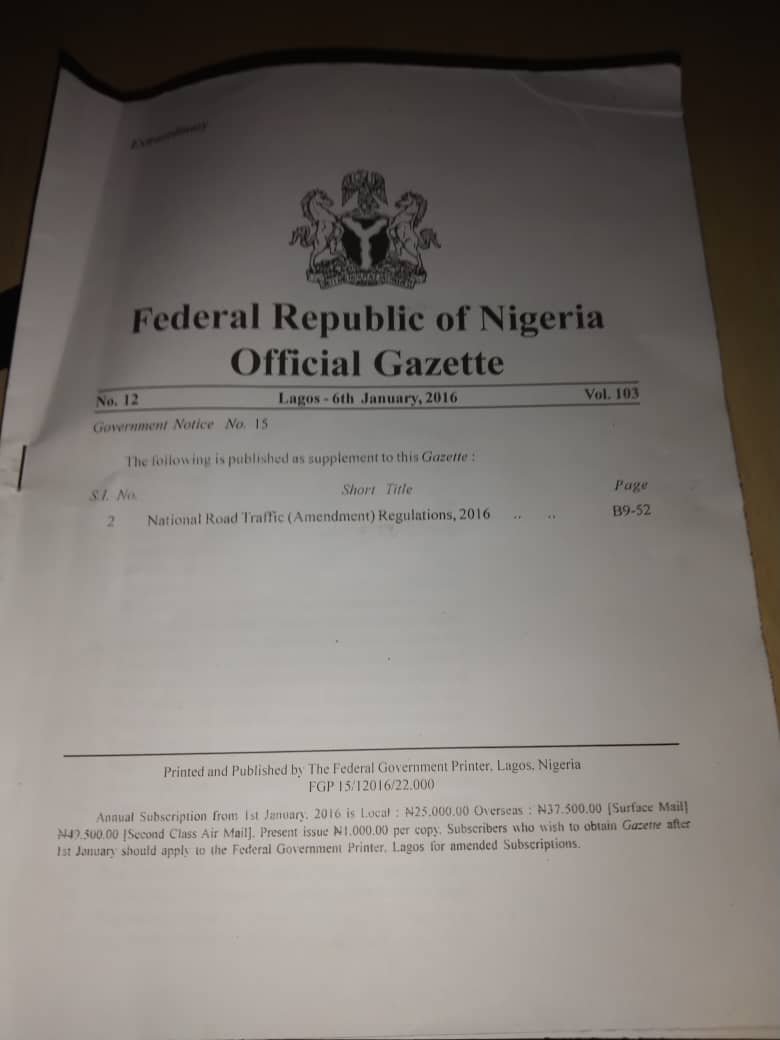 Extraordinary
Federal Republic of Nigeria
Official Gazette
No. 12 Lagos - 6th January, 2016 Vol. 103
Government Notice No. 15
The following is published as supplement to this Gazette :
S.I. No. Short Title Page
2 National Road Traffic (Amendment) Regulations, 2016 .. .. B9-52
Printed and Published by The Federal Government Printer, Lagos, Nigeria
FGP 15/12016/22.000
Annual Subscription from 1st January, 2016 is Local : ₦25,000.00 Overseas : ₦37,500.00 [Surface Mail]
₦49,500.00 [Second Class Air Mail]. Present issue ₦1,000.00 per copy. Subscribers who wish to obtain Gazette after
1st January should apply to the Federal Government Printer, Lagos for amended Subscriptions.